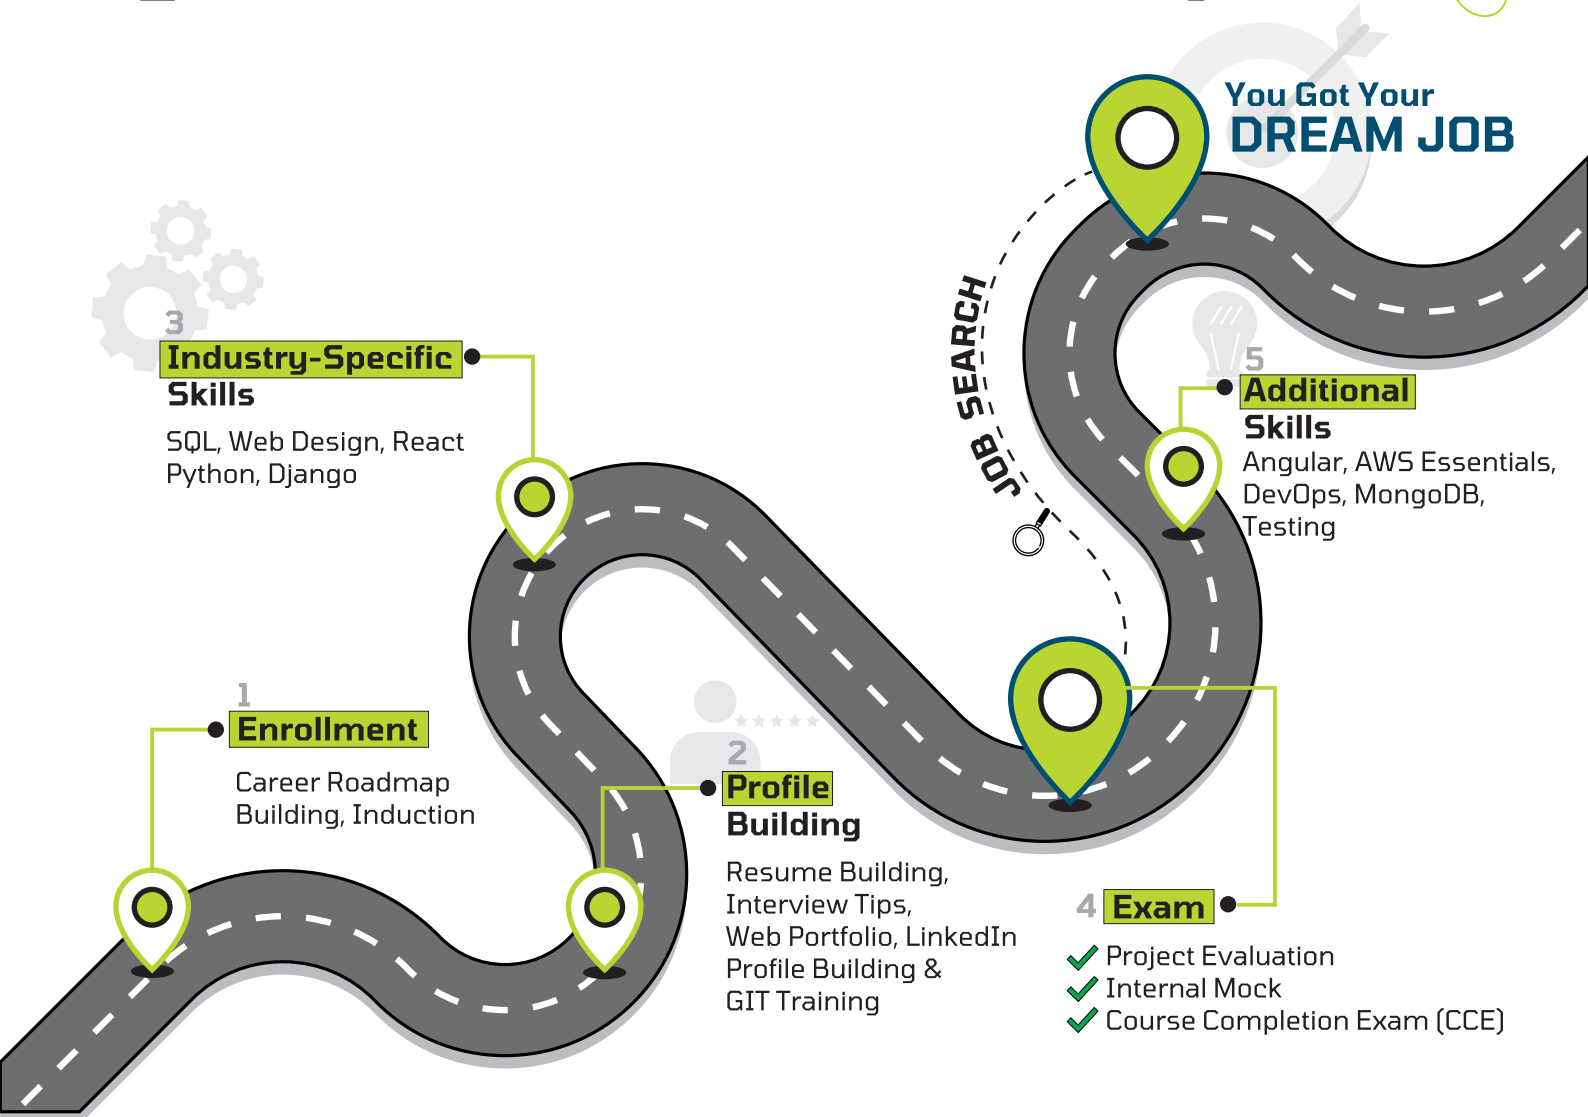 You Got Your
DREAM JOB
JOB SEARCH
3
Industry-Specific
Skills
SQL, Web Design, React
Python, Django
5
Additional
Skills
Angular, AWS Essentials,
DevOps, MongoDB,
Testing
1
Enrollment
Career Roadmap
Building, Induction
2
Profile
Building
Resume Building,
Interview Tips,
Web Portfolio, LinkedIn
Profile Building &
GIT Training
4 Exam
Project Evaluation
Internal Mock
Course Completion Exam (CCE)